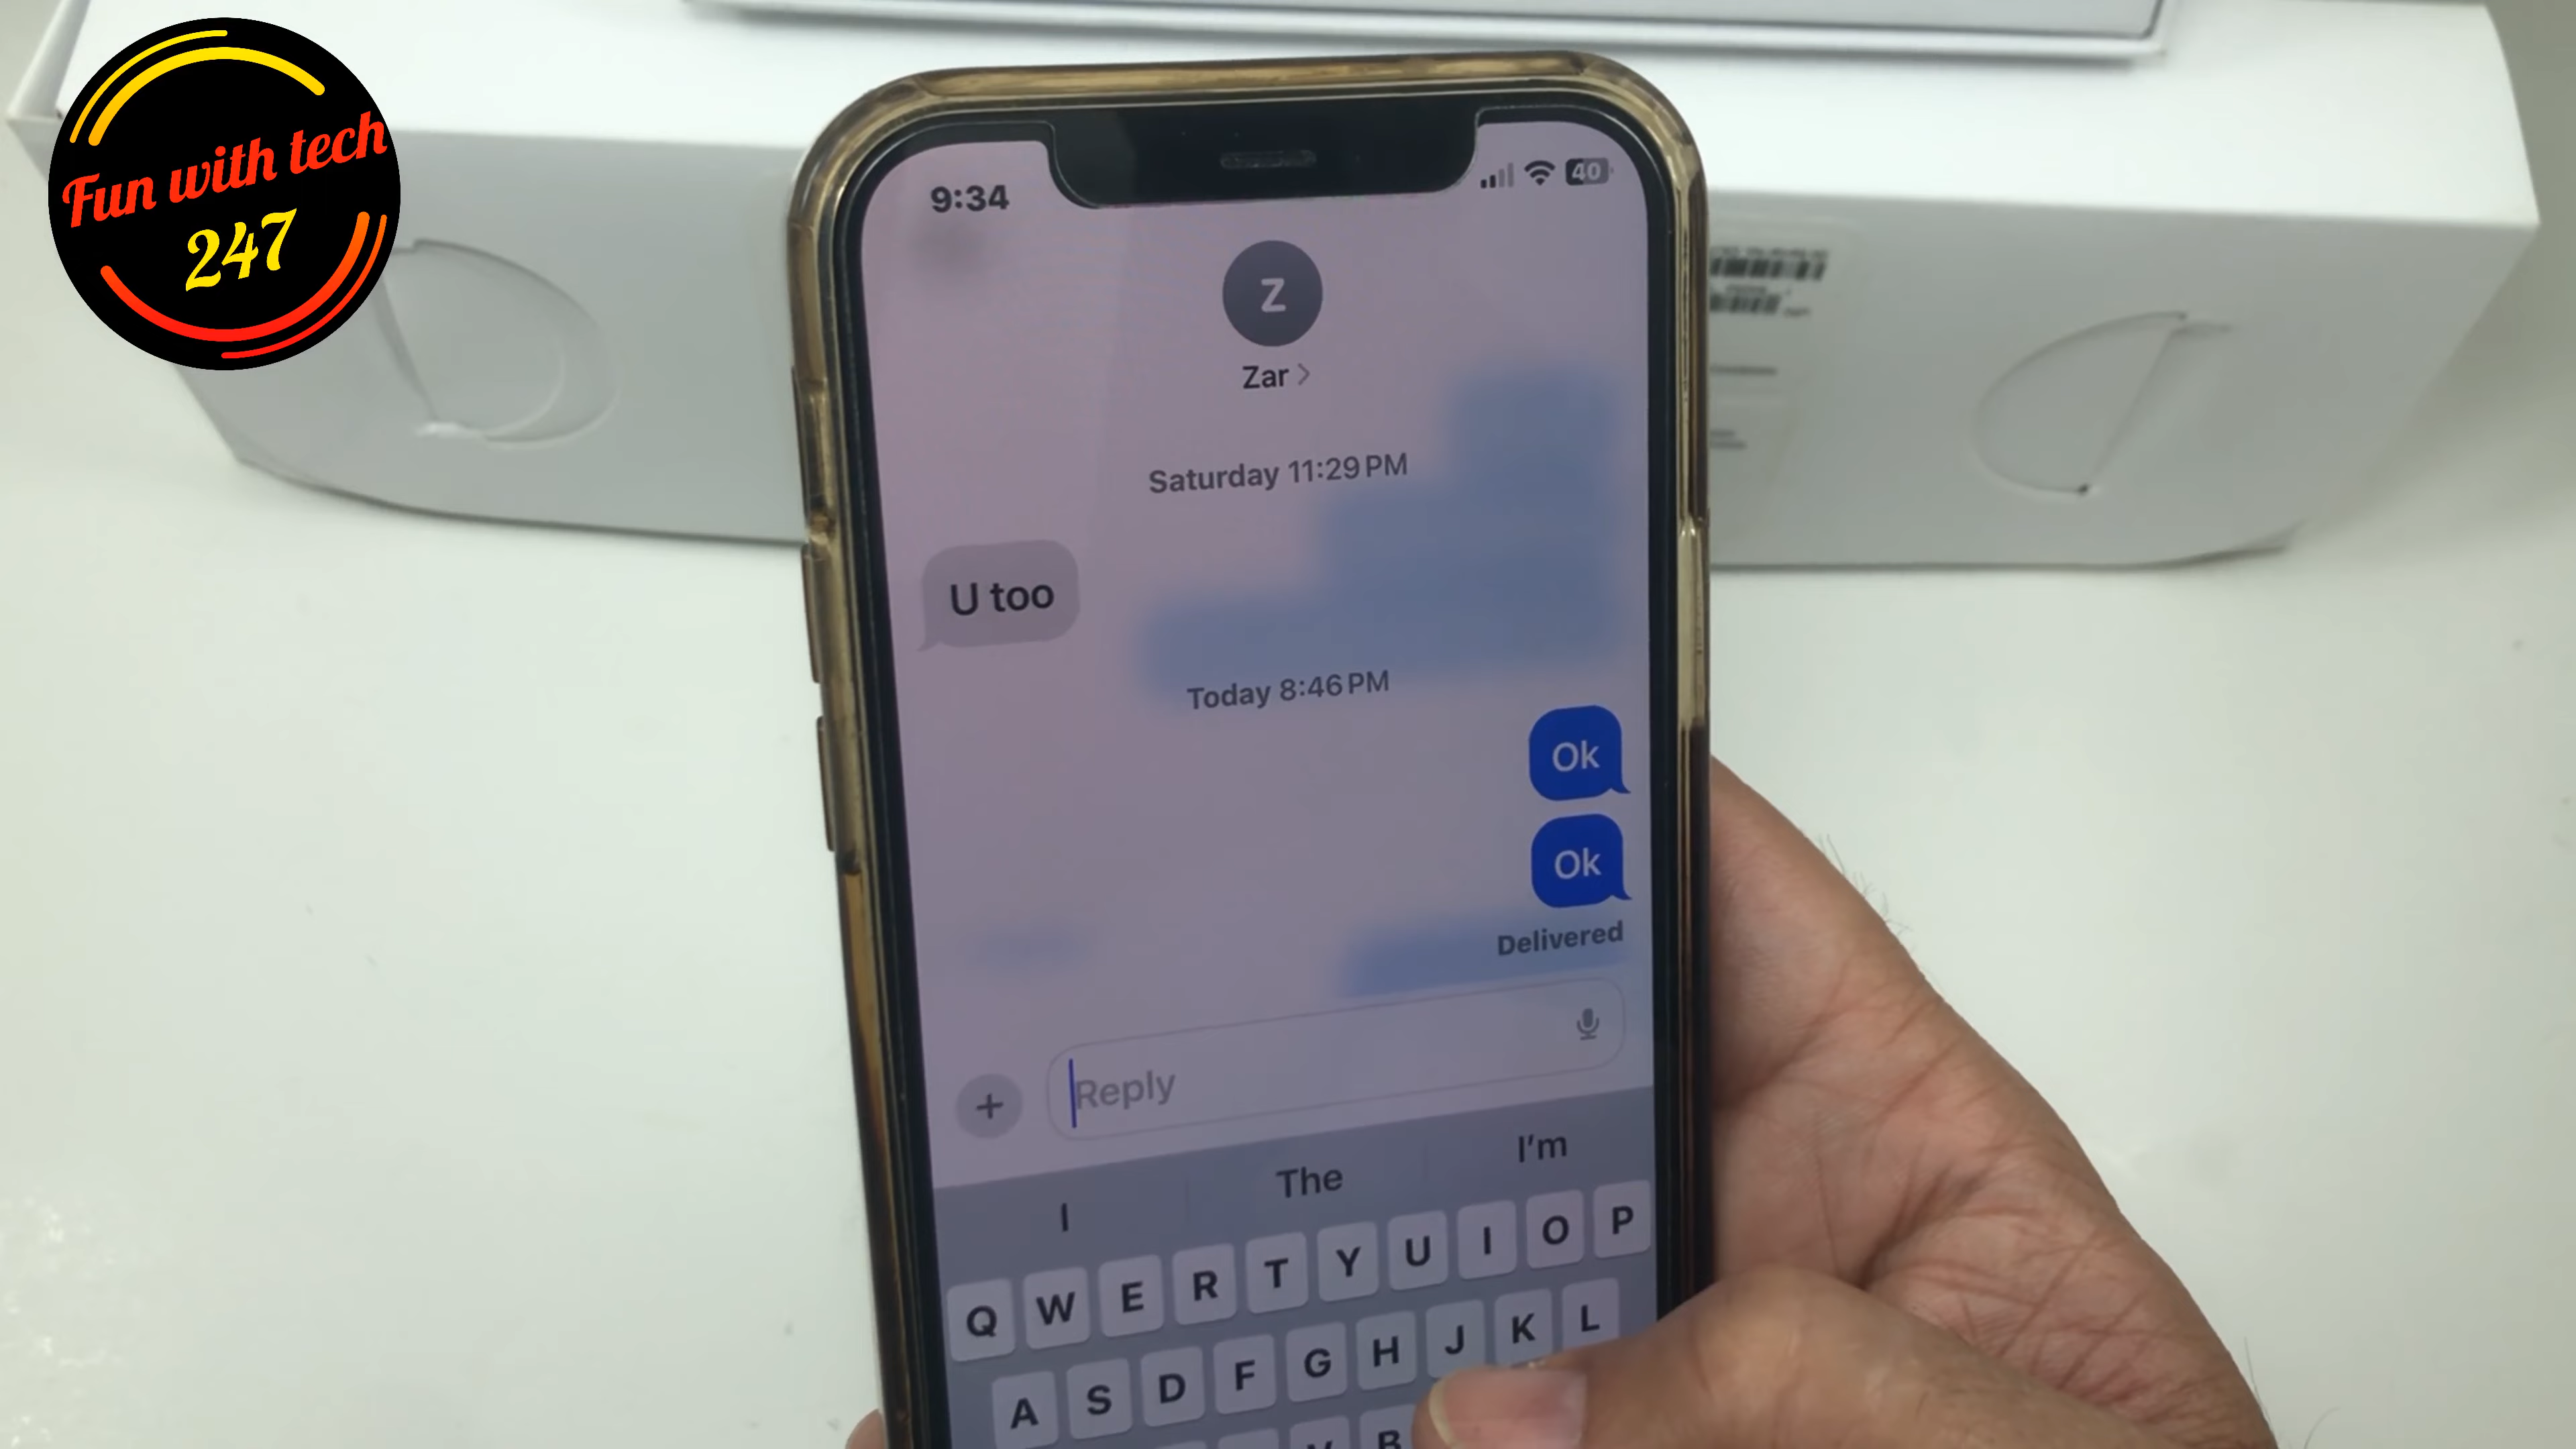 Fun with tech
247
9:34
40
Z
Zar
Saturday 11:29 PM
U too
Today 8:46 PM
Ok
Ok
Delivered
Reply
I
The
I'm
Q W E R T Y U I O P
A S D F G H J K L
V B